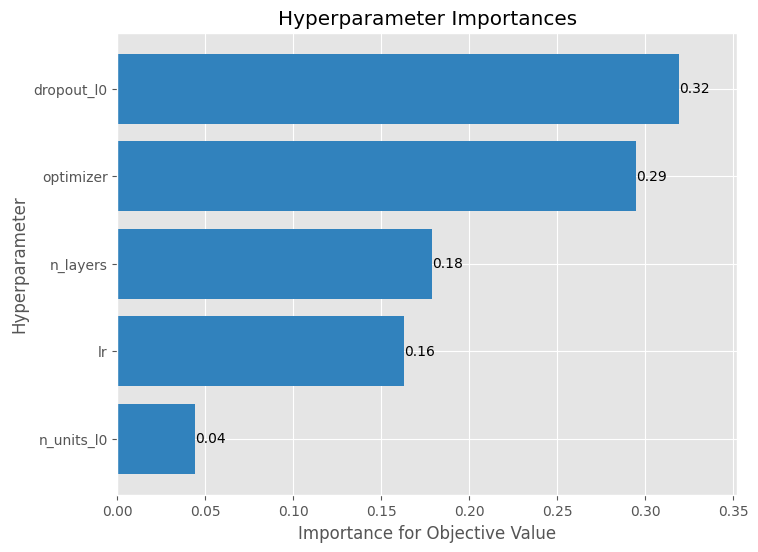 Hyperparameter Importances
Hyperparameter
dropout_l0
0.32
optimizer
0.29
n_layers
0.18
lr
0.16
n_units_l0
0.04
0.00 0.05 0.10 0.15 0.20 0.25 0.30 0.35
Importance for Objective Value